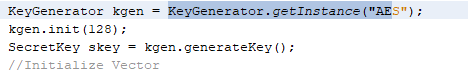 KeyGenerator kgen = KeyGenerator.getInstance("AES");
kgen.init(128);
SecretKey skey = kgen.generateKey();
//Initialize Vector